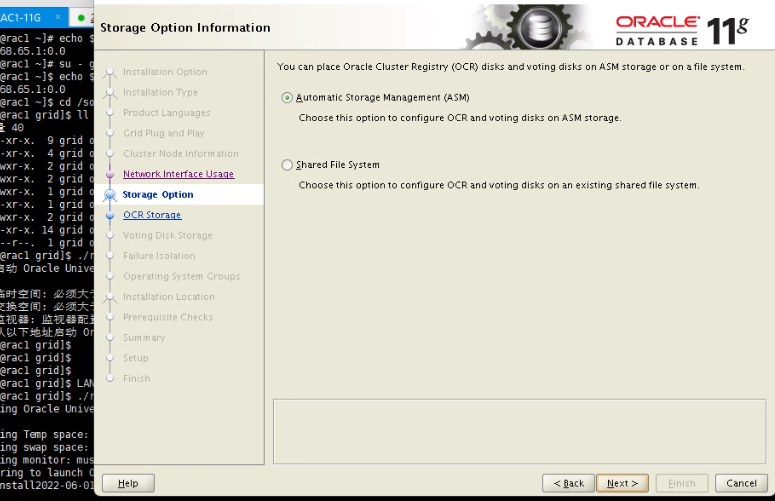 AC1-11G
@rac1 ~]# echo $
68.65.1:0.0
@rac1 ~]# su - g
@rac1 ~]$ echo $
68.65.1:0.0
@rac1 ~]$ cd /so
@rac1 grid]$ ll
量 40
-xr-x. 9 grid o
-xr-x. 4 grid o
wxr-x. 2 grid o
-xr-x. 2 grid o
wxr-x. 1 grid o
-xr-x. 1 grid o
wxr-x. 2 grid o
-xr-x. 14 grid o
--r--. 1 grid o
@rac1 grid]$ ./r
启动 Oracle Unive
临时空间: 必须大于
交换空间: 必须大于
监视器: 监视器配置
从以下地址启动 Or
@rac1 grid]$
@rac1 grid]$
@rac1 grid]$
@rac1 grid]$ LAN
@rac1 grid]$ ./r
ing Oracle Unive
ing Temp space:
ing swap space:
ing monitor: mus
ring to launch O
nstall2022-06-01
Storage Option Information
ORACLE
DATABASE
11g
Installation Option
Installation Type
Product Languages
Grid Plug and Play
Cluster Node Information
Network Interface Usage
Storage Option
OCR Storage
Voting Disk Storage
Failure Isolation
Operating System Groups
Installation Location
Prerequisite Checks
Summary
Setup
Finish
You can place Oracle Cluster Registry (OCR) disks and voting disks on ASM storage or on a file system.
Automatic Storage Management (ASM)
Choose this option to configure OCR and voting disks on ASM storage.
Shared File System
Choose this option to configure OCR and voting disks on an existing shared file system.
Help
< Back
Next >
Finish
Cancel